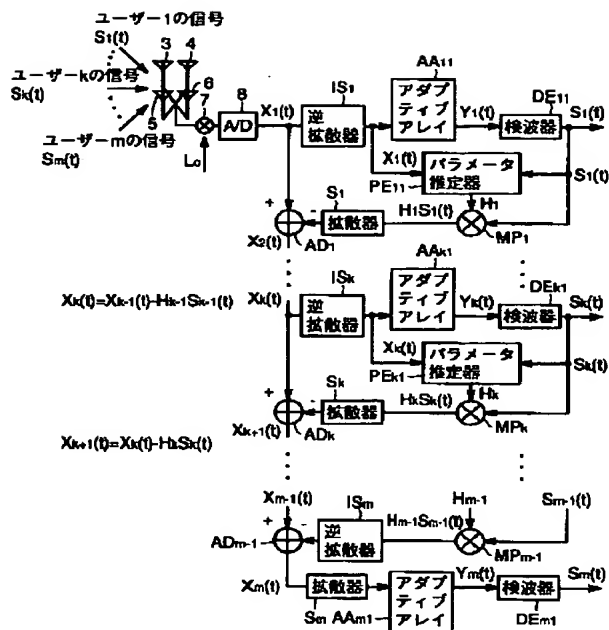 ユーザー1の信号
S1(t)
ユーザーkの信号
Sk(t)
ユーザーmの信号
Sm(t)
3
4
5
6
7
8
A/D
Lo
X1(t)
IS1
逆
拡散器
AA11
アダプ
ティブ
アレイ
Y1(t)
DE11
検波器
S1(t)
X1(t)
パラメータ
推定器
PE11
S1(t)
H1
S1
拡散器
H1S1(t)
MP1
+
-
AD1
X2(t)
Xk(t)=Xk-1(t)-Hk-1Sk-1(t)
Xk(t)
ISk
逆
拡散器
AAk1
アダプ
ティブ
アレイ
Yk(t)
DEk1
検波器
Sk(t)
Xk(t)
パラメータ
推定器
PEk1
Sk(t)
Hk
Sk
拡散器
HkSk(t)
MPk
+
-
ADk
Xk+1(t)
Xk+1(t)=Xk(t)-HkSk(t)
Xm-1(t)
ISm
逆
拡散器
Hm-1Sm-1(t)
Hm-1
Sm-1(t)
MPm-1
+
-
ADm-1
Xm(t)
拡散器
Sm
AAm1
アダプ
ティブ
アレイ
Ym(t)
検波器
DEm1
Sm(t)